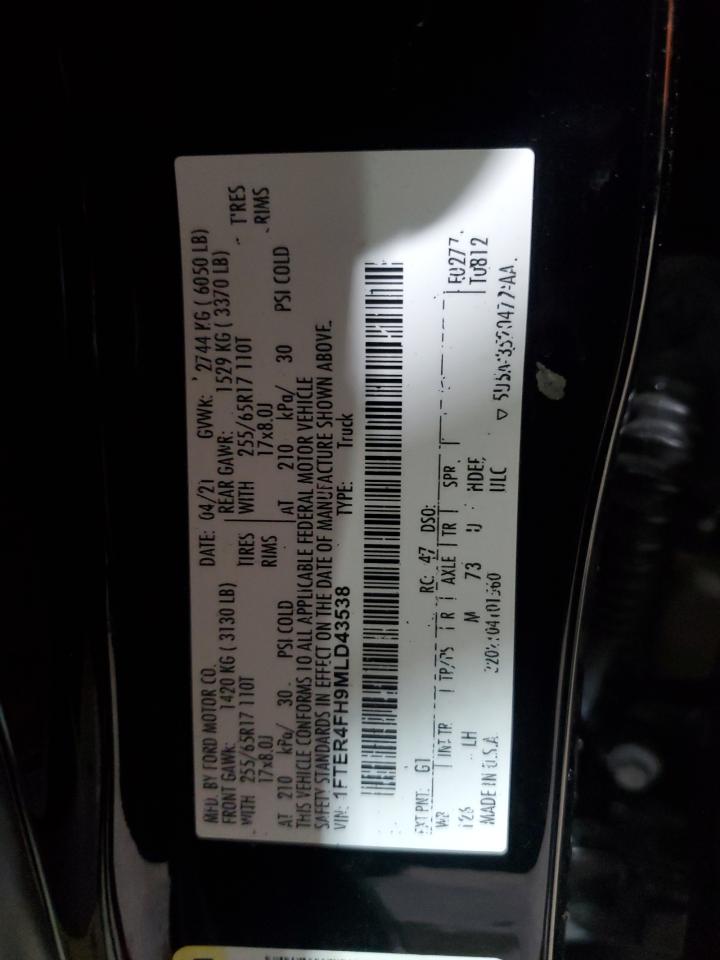 MFD. BY FORD MOTOR CO. DATE: 04/21 GVWR: 2744 KG ( 6050 LB)
FRONT GAWR: 1420 KG ( 3130 LB) REAR GAWR: 1529 KG ( 3370 LB)
WITH 255/65R17 110T TIRES WITH 255/65R17 110T TIRES
17x8.0J RIMS 17x8.0J RIMS
AT 210 kPa/ 30 PSI COLD AT 210 kPa/ 30 PSI COLD
THIS VEHICLE CONFORMS TO ALL APPLICABLE FEDERAL MOTOR VEHICLE
SAFETY STANDARDS IN EFFECT ON THE DATE OF MANUFACTURE SHOWN ABOVE.
VIN: 1FTER4FH9MLD43538 TYPE: Truck
EXT PNT: G1 RC: 47 DSO: F0277
WB INT TR TP/PS R AXLE TR SPR T0812
126 LH M 73
MADE IN U.S.A. ULC